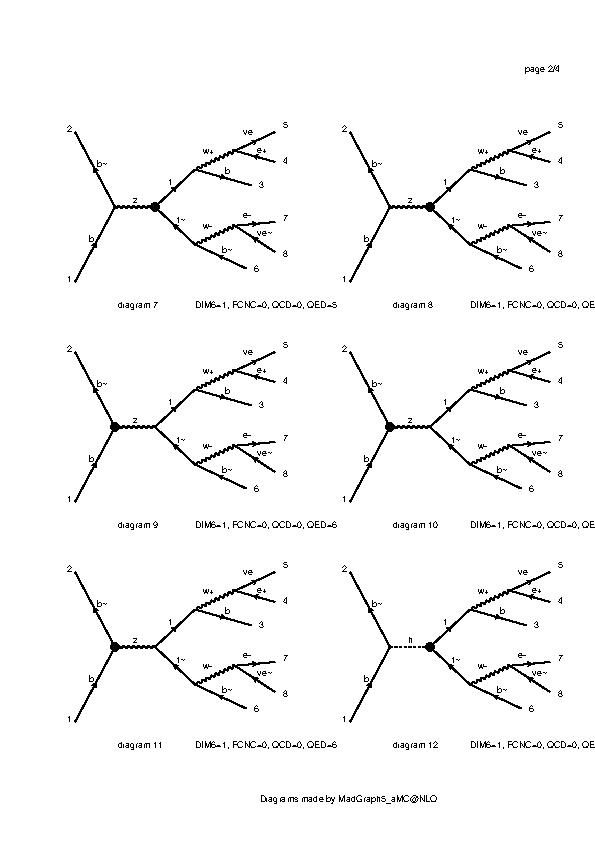 page 2/4
2 b~ b 1 z t t~ w+ ve 5 e+ 4 b 3 w- e- 7 ve~ 8 b~ 6
diagram 7 DIM6=1, FCNC=0, QCD=0, QED=5
2 b~ b 1 z t t~ w+ ve 5 e+ 4 b 3 w- e- 7 ve~ 8 b~ 6
diagram 8 DIM6=1, FCNC=0, QCD=0, QE
2 b~ b 1 z t t~ w+ ve 5 e+ 4 b 3 w- e- 7 ve~ 8 b~ 6
diagram 9 DIM6=1, FCNC=0, QCD=0, QED=6
2 b~ b 1 z t t~ w+ ve 5 e+ 4 b 3 w- e- 7 ve~ 8 b~ 6
diagram 10 DIM6=1, FCNC=0, QCD=0, QE
2 b~ b 1 z t t~ w+ ve 5 e+ 4 b 3 w- e- 7 ve~ 8 b~ 6
diagram 11 DIM6=1, FCNC=0, QCD=0, QED=6
2 b~ b 1 h t t~ w+ ve 5 e+ 4 b 3 w- e- 7 ve~ 8 b~ 6
diagram 12 DIM6=1, FCNC=0, QCD=0, QE
Diagrams made by MadGraph5_aMC@NLO